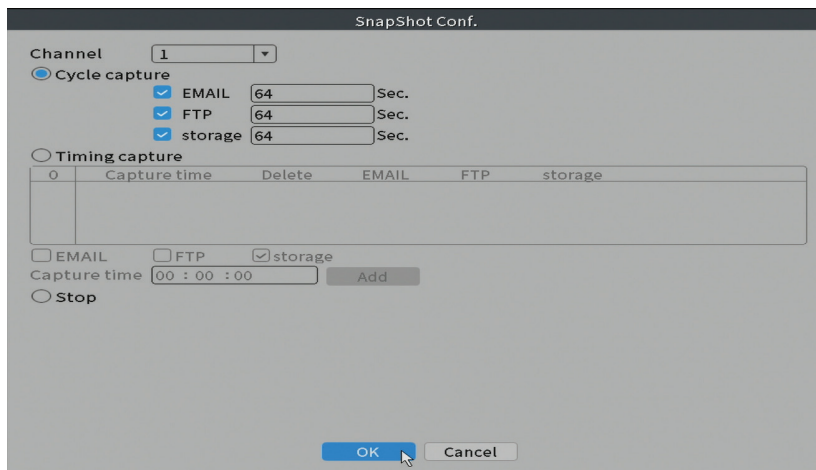 SnapShot Conf.
Channel 1
Cycle capture
EMAIL 64 Sec.
FTP 64 Sec.
storage 64 Sec.
Timing capture
0 Capture time Delete EMAIL FTP storage
EMAIL FTP storage
Capture time 00 : 00 : 00 Add
Stop
OK Cancel